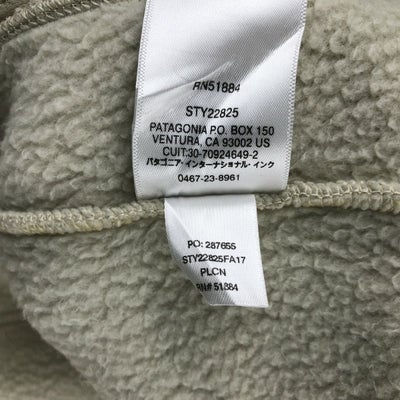 RN51884
STY22825
PATAGONIA P.O. BOX 150
VENTURA, CA 93002 US
CUIT:30-70924649-2
パタゴニア・インターナショナル・インク
0467-23-8961
PO: 287655
STY22825FA17
PLCN
RN# 51884